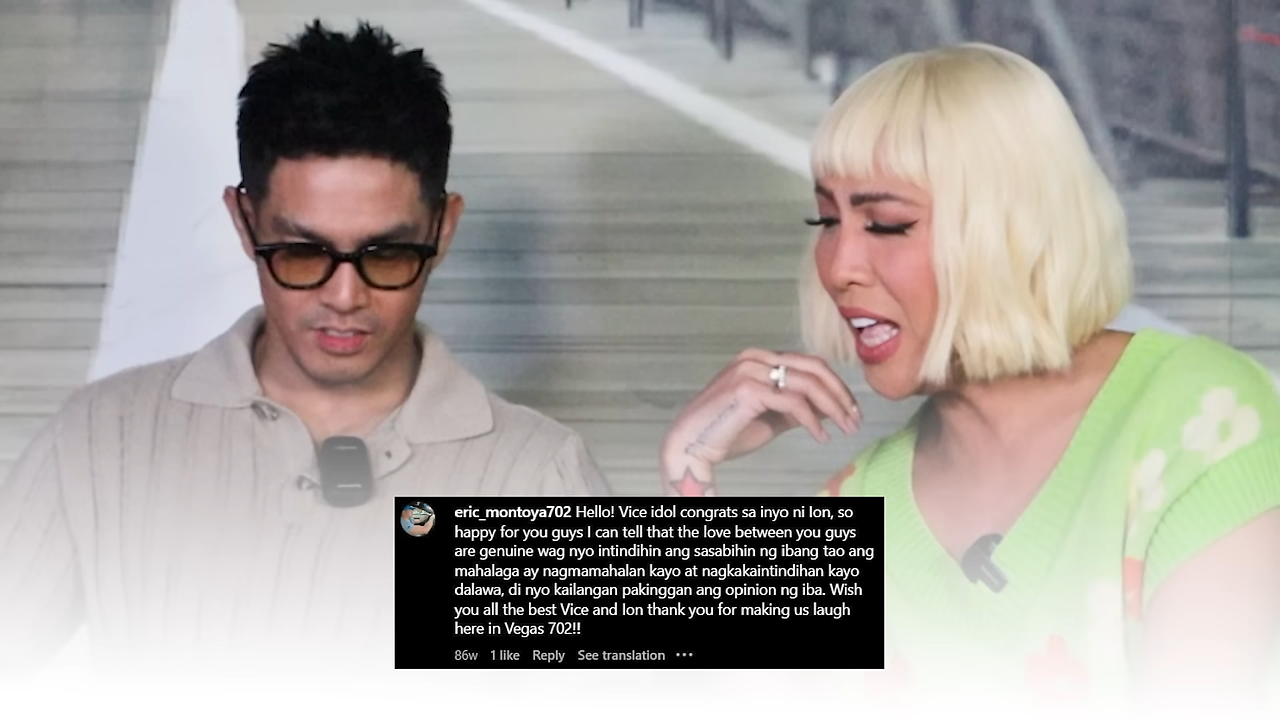 eric_montoya702 Hello! Vice idol congrats sa inyo ni Ion, so
happy for you guys I can tell that the love between you guys
are genuine wag nyo intindihin ang sasabihin ng ibang tao ang
mahalaga ay nagmamahalan kayo at nagkakaintindihan kayo
dalawa, di nyo kailangan pakinggan ang opinion ng iba. Wish
you all the best Vice and Ion thank you for making us laugh
here in Vegas 702!!
86w 1 like Reply See translation •••